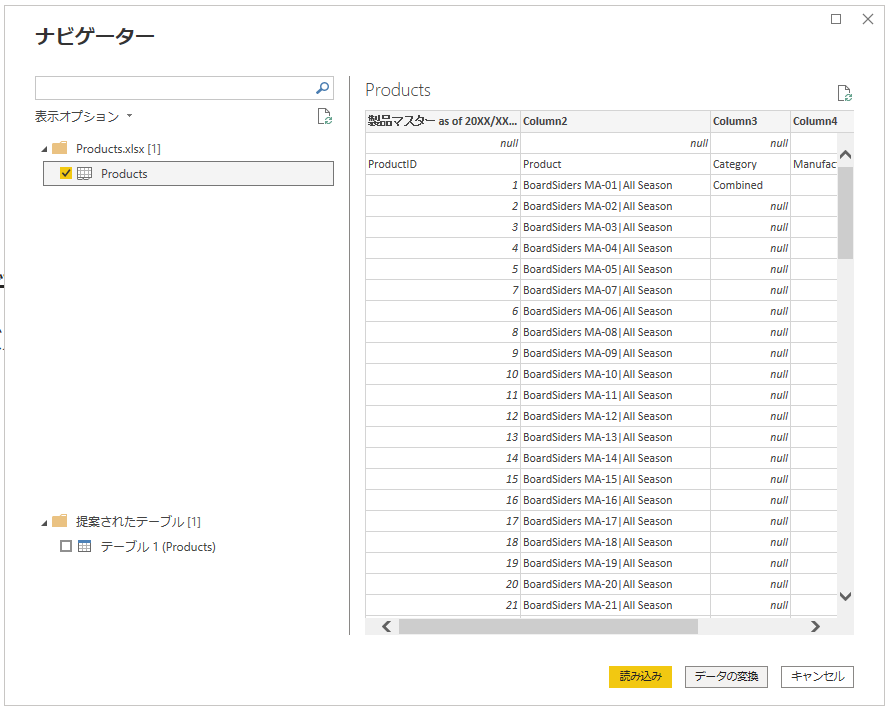 ナビゲーター
表示オプション
Products.xlsx [1]
Products
提案されたテーブル [1]
テーブル 1 (Products)
Products
製品マスター as of 20XX/XX... Column2 Column3 Column4
null null null
ProductID Product Category Manufac
1 BoardSiders MA-01|All Season Combined
2 BoardSiders MA-02|All Season null
3 BoardSiders MA-03|All Season null
4 BoardSiders MA-04|All Season null
5 BoardSiders MA-05|All Season null
7 BoardSiders MA-07|All Season null
6 BoardSiders MA-06|All Season null
8 BoardSiders MA-08|All Season null
9 BoardSiders MA-09|All Season null
10 BoardSiders MA-10|All Season null
11 BoardSiders MA-11|All Season null
12 BoardSiders MA-12|All Season null
13 BoardSiders MA-13|All Season null
14 BoardSiders MA-14|All Season null
15 BoardSiders MA-15|All Season null
16 BoardSiders MA-16|All Season null
17 BoardSiders MA-17|All Season null
18 BoardSiders MA-18|All Season null
19 BoardSiders MA-19|All Season null
20 BoardSiders MA-20|All Season null
21 BoardSiders MA-21|All Season null
読み込み データの変換 キャンセル